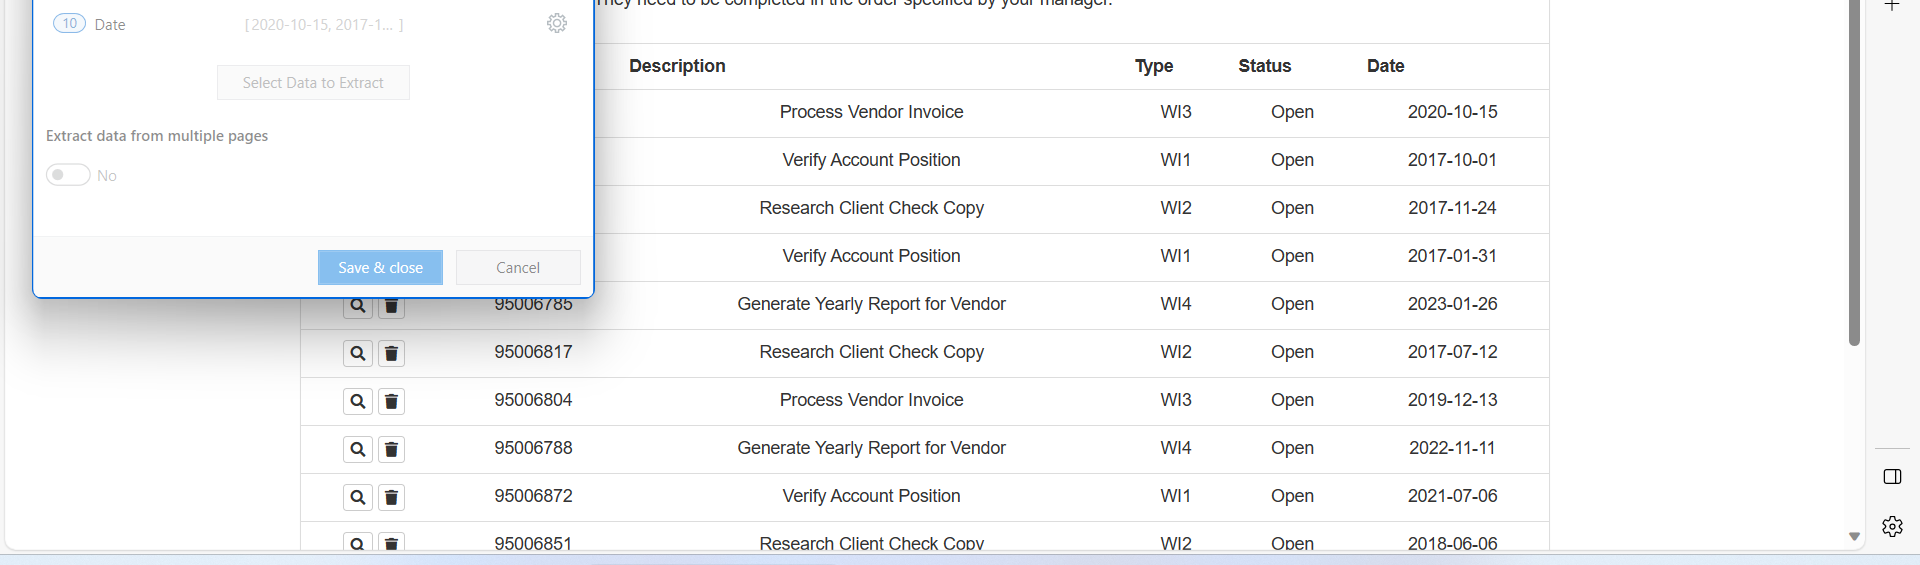 They need to be completed in the order specified by your manager.
10 Date [2020-10-15, 2017-1... ]
Select Data to Extract
Extract data from multiple pages
No
Save & close Cancel
Description Type Status Date
Process Vendor Invoice WI3 Open 2020-10-15
Verify Account Position WI1 Open 2017-10-01
Research Client Check Copy WI2 Open 2017-11-24
Verify Account Position WI1 Open 2017-01-31
95006785 Generate Yearly Report for Vendor WI4 Open 2023-01-26
95006817 Research Client Check Copy WI2 Open 2017-07-12
95006804 Process Vendor Invoice WI3 Open 2019-12-13
95006788 Generate Yearly Report for Vendor WI4 Open 2022-11-11
95006872 Verify Account Position WI1 Open 2021-07-06
95006851 Research Client Check Copy WI2 Open 2018-06-06